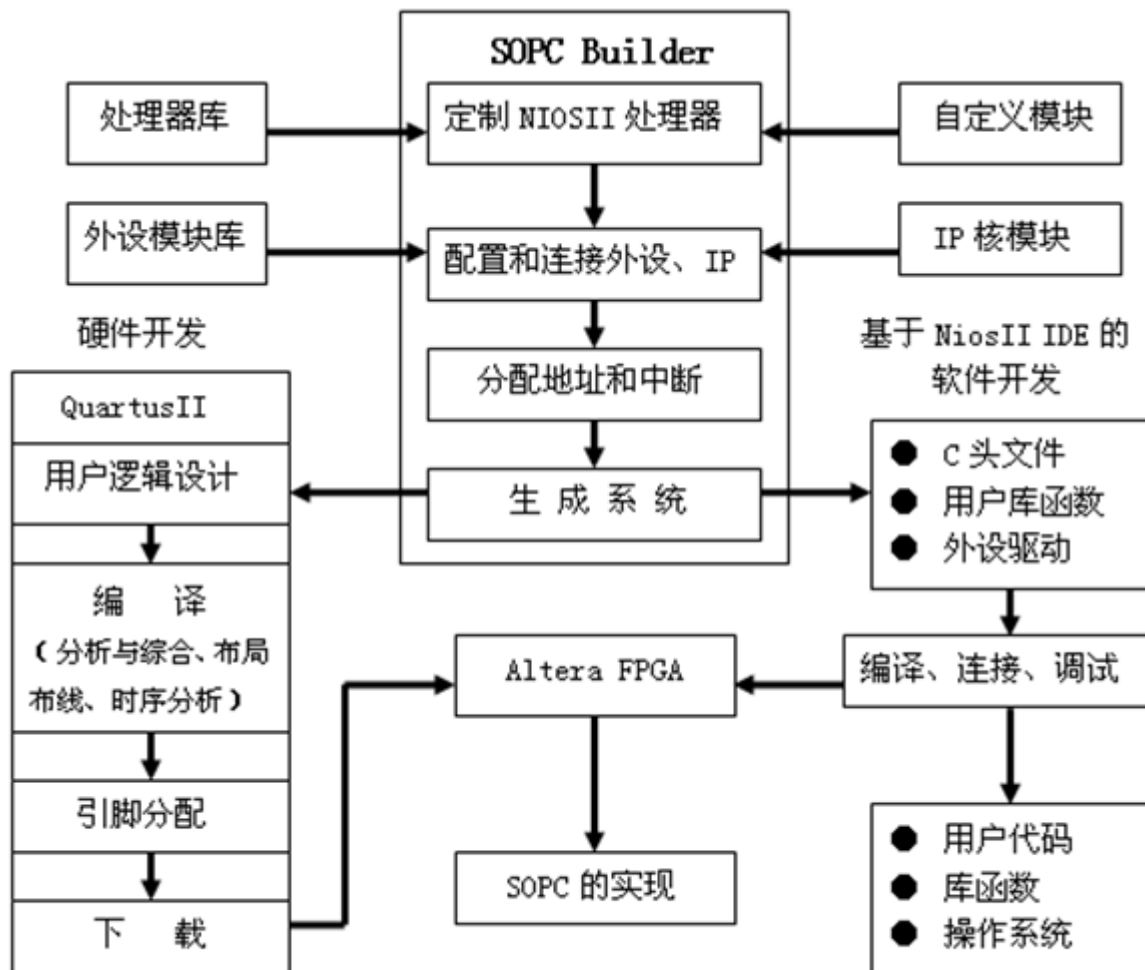 SOPC Builder
处理器库
定制 NIOSII 处理器
自定义模块
外设模块库
配置和连接外设、IP
IP 核模块
硬件开发
分配地址和中断
基于 NiosII IDE 的
软件开发
QuartusII
用户逻辑设计
生 成 系 统
● C 头文件
● 用户库函数
● 外设驱动
编 译
(分析与综合、布局
布线、时序分析)
Altera FPGA
编译、连接、调试
引脚分配
SOPC 的实现
● 用户代码
● 库函数
● 操作系统
下 载